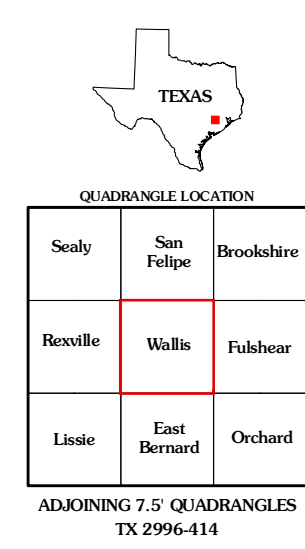 TEXAS
QUADRANGLE LOCATION
Sealy
San
Felipe
Brookshire
Rexville
Wallis
Fulshear
Lissie
East
Bernard
Orchard
ADJOINING 7.5' QUADRANGLES
TX 2996-414